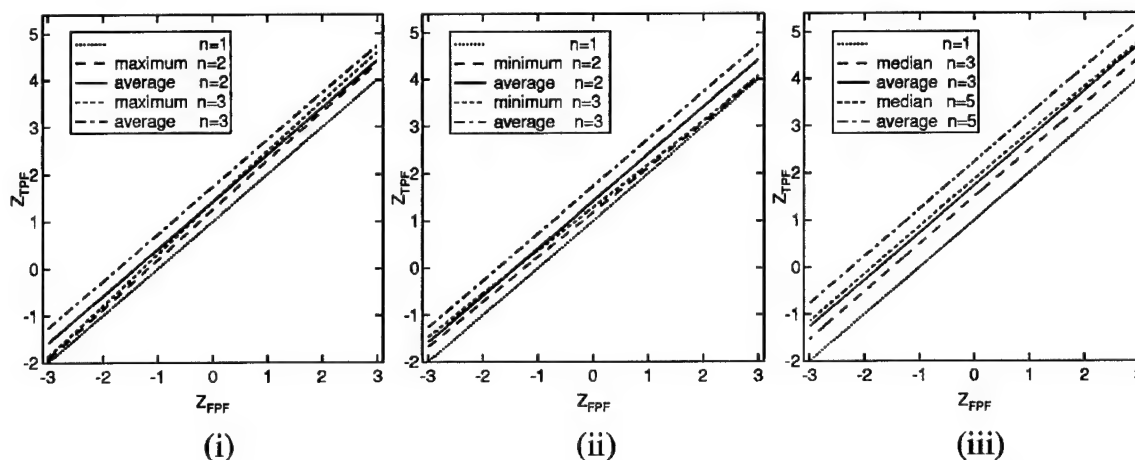 n=1
maximum n=2
average n=2
maximum n=3
average n=3
5
4
3
2
1
0
-1
-2
Z_TPF
-3 -2 -1 0 1 2 3
Z_FPF
(i)
n=1
minimum n=2
average n=2
minimum n=3
average n=3
5
4
3
2
1
0
-1
-2
Z_TPF
-3 -2 -1 0 1 2 3
Z_FPF
(ii)
n=1
median n=3
average n=3
median n=5
average n=5
5
4
3
2
1
0
-1
-2
Z_TPF
-3 -2 -1 0 1 2 3
Z_FPF
(iii)